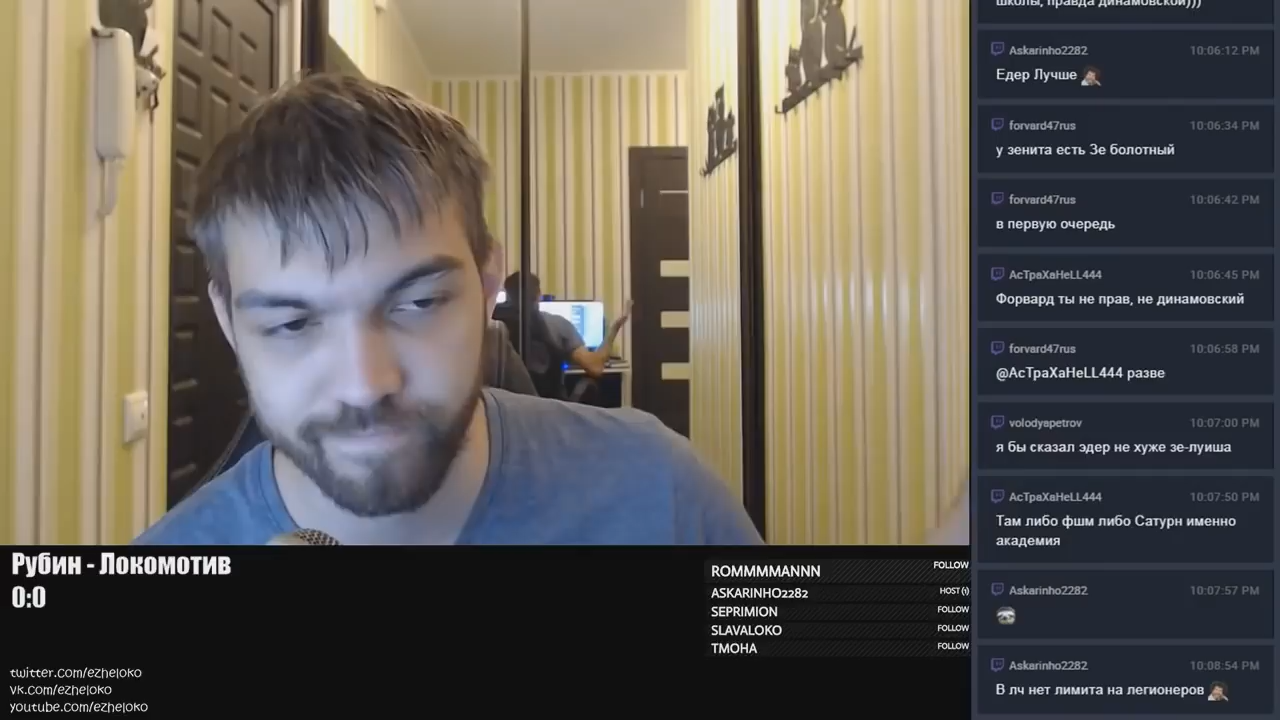 школы, правда динамовской)))
Askarinho2282 10:06:12 PM
Едер Лучше
forvard47rus 10:06:34 PM
у зенита есть Зе болотный
forvard47rus 10:06:42 PM
в первую очередь
АсТраХаНеLL444 10:06:45 PM
Форвард ты не прав, не динамовский
forvard47rus 10:06:58 PM
@АсТраХаНеLL444 разве
volodyapetrov 10:07:00 PM
я бы сказал эдер не хуже зе-луиша
АсТраХаНеLL444 10:07:50 PM
Там либо фшм либо Сатурн именно
академия
Askarinho2282 10:07:57 PM
Askarinho2282 10:08:54 PM
В лч нет лимита на легионеров
Рубин - Локомотив
0:0
ROMMMMANNN FOLLOW
ASKARINHO2282 HOST (1)
SEPRIMION FOLLOW
SLAVALOKO FOLLOW
TMOHA FOLLOW
twitter.com/ezheloko
vk.com/ezheloko
youtube.com/ezheloko